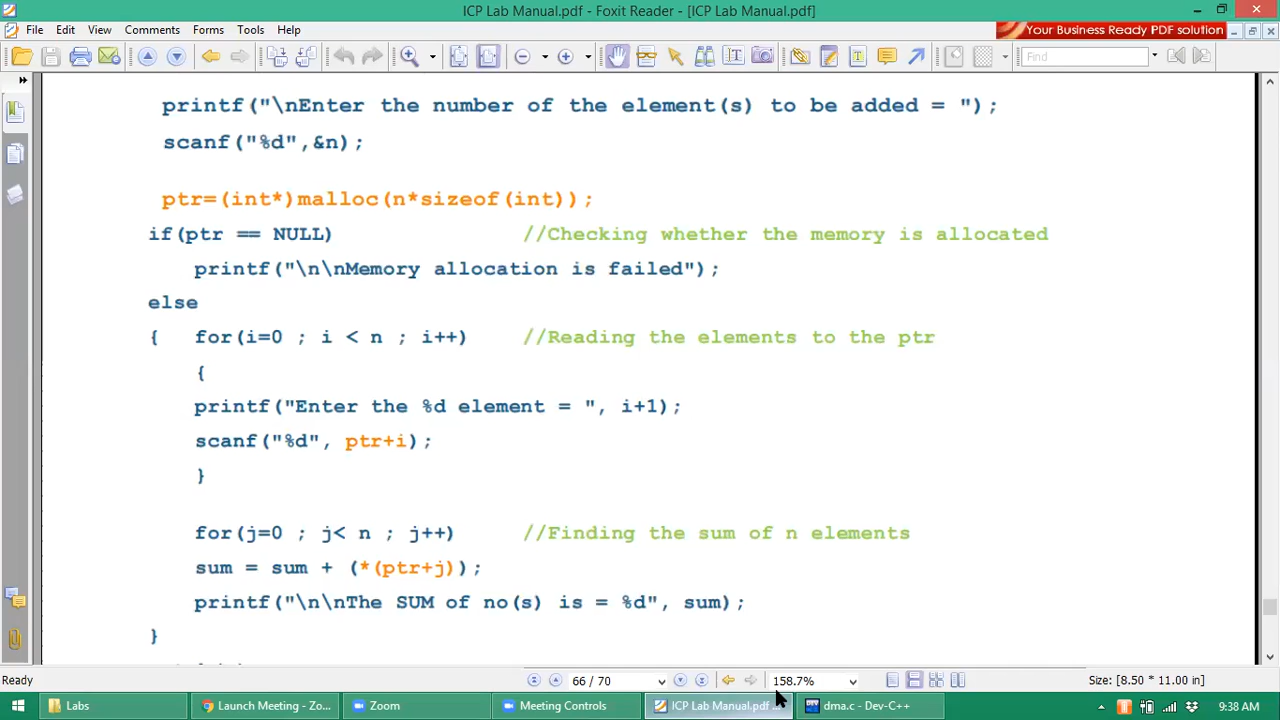 ICP Lab Manual.pdf - Foxit Reader - [ICP Lab Manual.pdf]
File Edit View Comments Forms Tools Help
Your Business Ready PDF solution
Find
printf("\nEnter the number of the element(s) to be added = ");
scanf("%d",&n);
ptr=(int*)malloc(n*sizeof(int));
if(ptr == NULL) //Checking whether the memory is allocated
printf("\n\nMemory allocation is failed");
else
{ for(i=0 ; i < n ; i++) //Reading the elements to the ptr
{
printf("Enter the %d element = ", i+1);
scanf("%d", ptr+i);
}
for(j=0 ; j< n ; j++) //Finding the sum of n elements
sum = sum + (*(ptr+j));
printf("\n\nThe SUM of no(s) is = %d", sum);
}
Ready 66 / 70 158.7% Size: [8.50 * 11.00 in]
Labs Launch Meeting - Zo... Zoom Meeting Controls ICP Lab Manual.pdf ... dma.c - Dev-C++ 9:38 AM